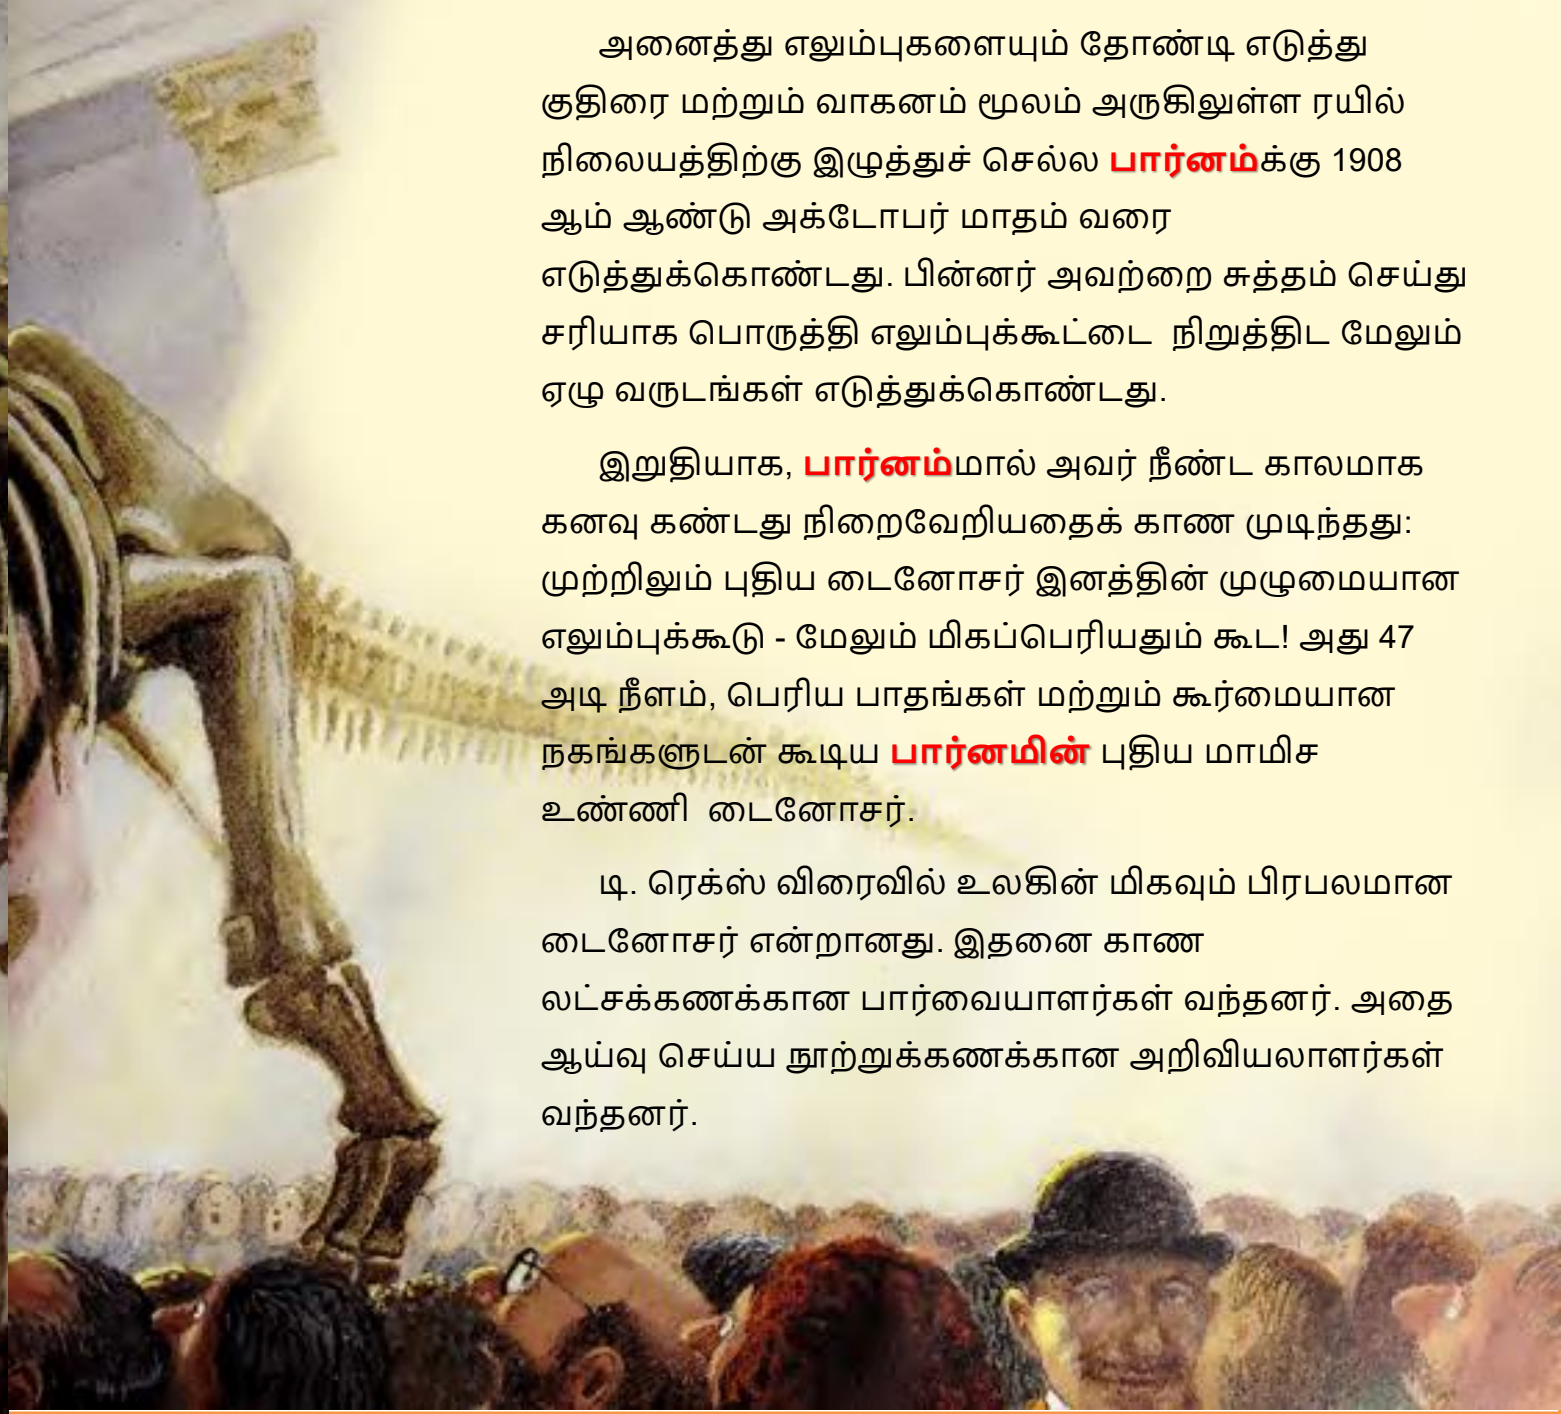 அனைத்து எலும்புகளையும் தோண்டி எடுத்து
குதிரை மற்றும் வாகனம் மூலம் அருகிலுள்ள ரயில்
நிலையத்திற்கு இழுத்துச் செல்ல பார்னம்க்கு 1908
ஆம் ஆண்டு அக்டோபர் மாதம் வரை
எடுத்துக்கொண்டது. பின்னர் அவற்றை சுத்தம் செய்து
சரியாக பொருத்தி எலும்புக்கூட்டை நிறுத்திட மேலும்
ஏழு வருடங்கள் எடுத்துக்கொண்டது.
இறுதியாக, பார்னம்மால் அவர் நீண்ட காலமாக
கனவு கண்டது நிறைவேறியதைக் காண முடிந்தது:
முற்றிலும் புதிய டைனோசர் இனத்தின் முழுமையான
எலும்புக்கூடு - மேலும் மிகப்பெரியதும் கூட! அது 47
அடி நீளம், பெரிய பாதங்கள் மற்றும் கூர்மையான
நகங்களுடன் கூடிய பார்னமின் புதிய மாமிச
உண்ணி டைனோசர்.
டி. ரெக்ஸ் விரைவில் உலகின் மிகவும் பிரபலமான
டைனோசர் என்றானது. இதனை காண
லட்சக்கணக்கான பார்வையாளர்கள் வந்தனர். அதை
ஆய்வு செய்ய நூற்றுக்கணக்கான அறிவியலாளர்கள்
வந்தனர்.